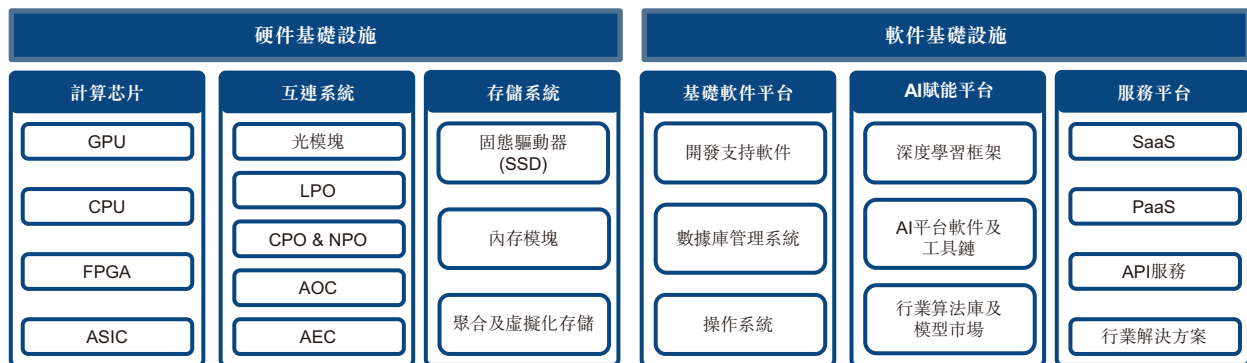 硬件基礎設施
計算芯片
GPU
CPU
FPGA
ASIC
互連系統
光模塊
LPO
CPO & NPO
AOC
AEC
存儲系統
固態驅動器
(SSD)
內存模塊
聚合及虛擬化存儲
軟件基礎設施
基礎軟件平台
開發支持軟件
數據庫管理系統
操作系統
AI賦能平台
深度學習框架
AI平台軟件及
工具鏈
行業算法庫及
模型市場
服務平台
SaaS
PaaS
API服務
行業解決方案